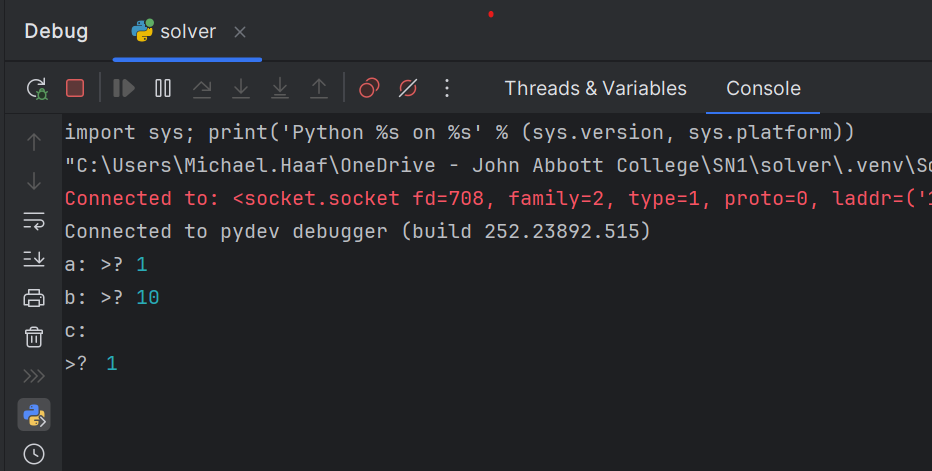 Debug
solver
Threads & Variables
Console
import sys; print('Python %s on %s' % (sys.version, sys.platform))
"C:\Users\Michael.Haaf\OneDrive - John Abbott College\SN1\solver\.venv\Sc
Connected to: <socket.socket fd=708, family=2, type=1, proto=0, laddr=('1
Connected to pydev debugger (build 252.23892.515)
a: >? 1
b: >? 10
c:
>? 1